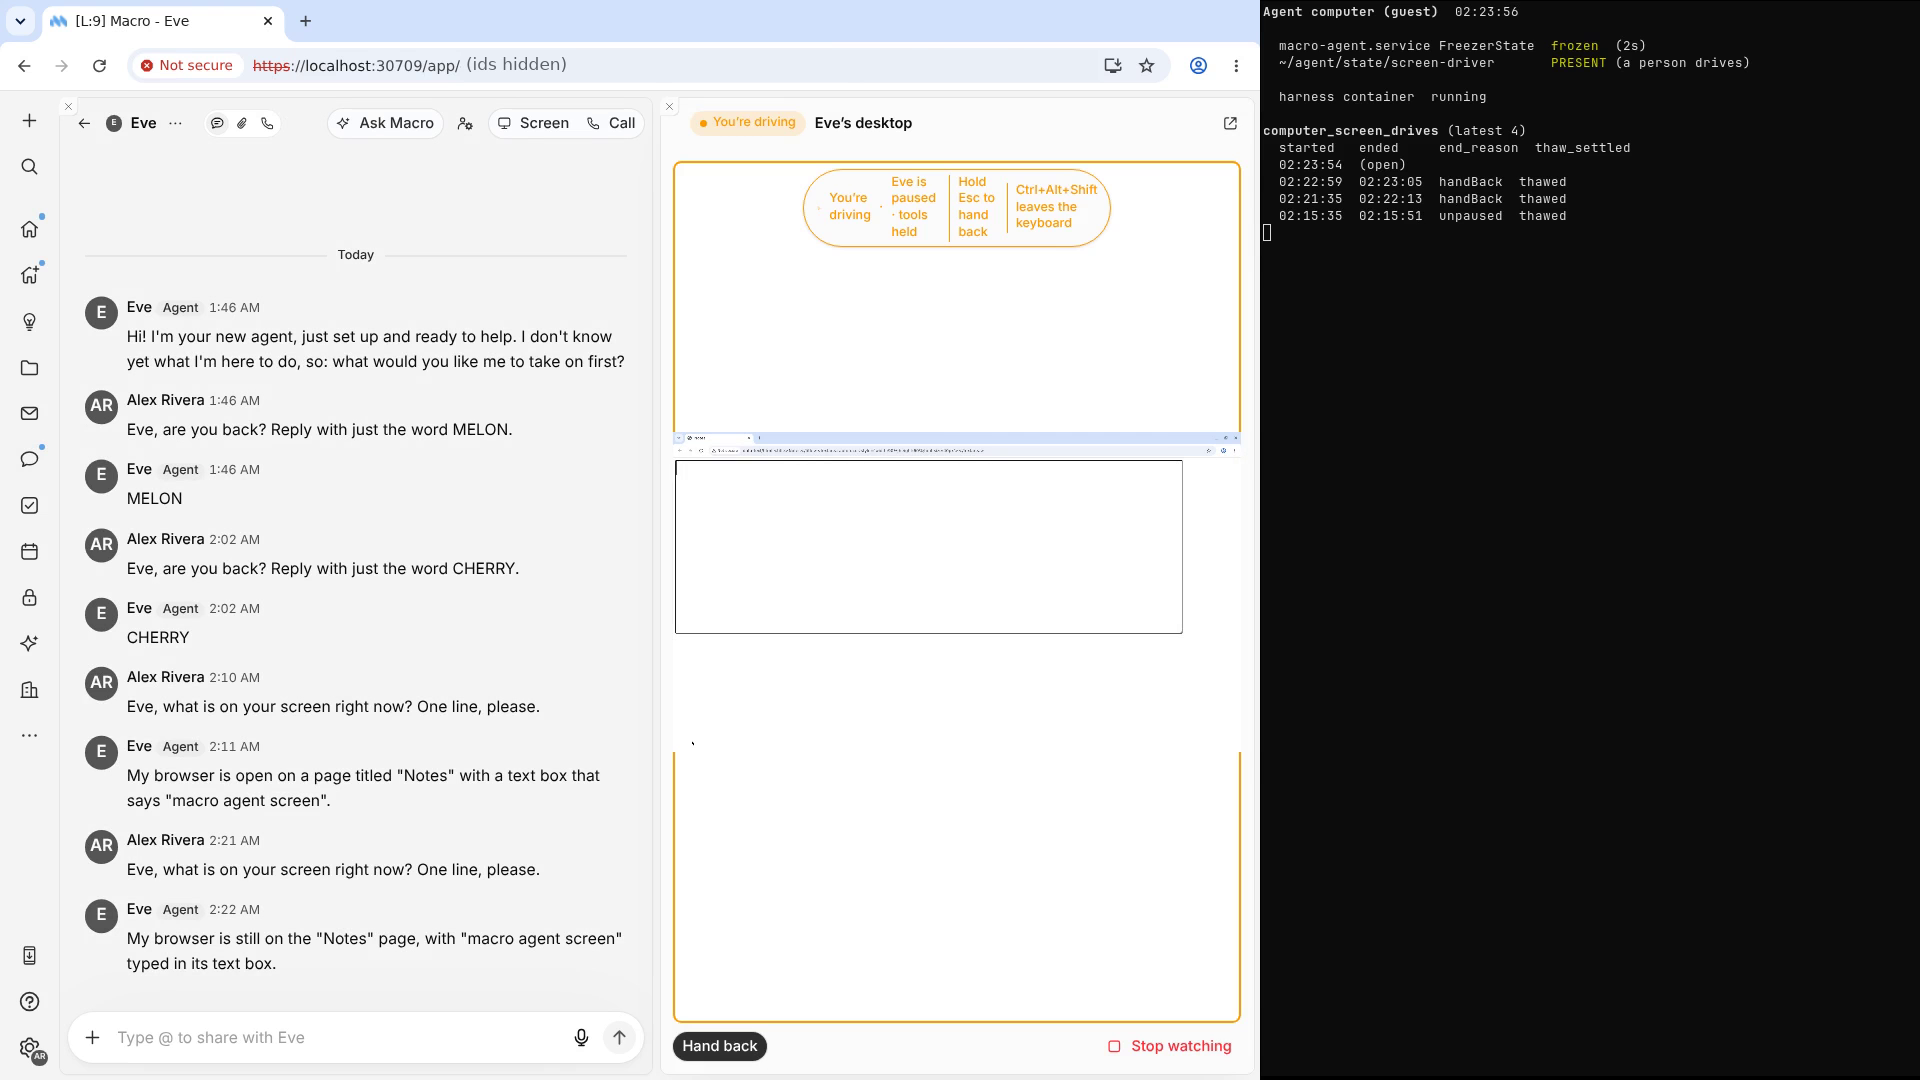 [L:9] Macro - Eve
Not secure
https://localhost:30709/app/ (ids hidden)
E Eve ···
Ask Macro
Screen
Call
Today
E
Eve Agent 1:46 AM
Hi! I'm your new agent, just set up and ready to help. I don't know
yet what I'm here to do, so: what would you like me to take on first?
AR
Alex Rivera 1:46 AM
Eve, are you back? Reply with just the word MELON.
E
Eve Agent 1:46 AM
MELON
AR
Alex Rivera 2:02 AM
Eve, are you back? Reply with just the word CHERRY.
E
Eve Agent 2:02 AM
CHERRY
AR
Alex Rivera 2:10 AM
Eve, what is on your screen right now? One line, please.
E
Eve Agent 2:11 AM
My browser is open on a page titled "Notes" with a text box that
says "macro agent screen".
AR
Alex Rivera 2:21 AM
Eve, what is on your screen right now? One line, please.
E
Eve Agent 2:22 AM
My browser is still on the "Notes" page, with "macro agent screen"
typed in its text box.
Type @ to share with Eve
AR
You're driving
Eve's desktop
You're
driving
·
Eve is
paused
· tools
held
Hold
Esc to
hand
back
Ctrl+Alt+Shift
leaves the
keyboard
Hand back
Stop watching
Agent computer (guest) 02:23:56
macro-agent.service FreezerState frozen (2s)
~/agent/state/screen-driver PRESENT (a person drives)
harness container running
computer_screen_drives (latest 4)
started ended end_reason thaw_settled
02:23:54 (open)
02:22:59 02:23:05 handBack thawed
02:21:35 02:22:13 handBack thawed
02:15:35 02:15:51 unpaused thawed